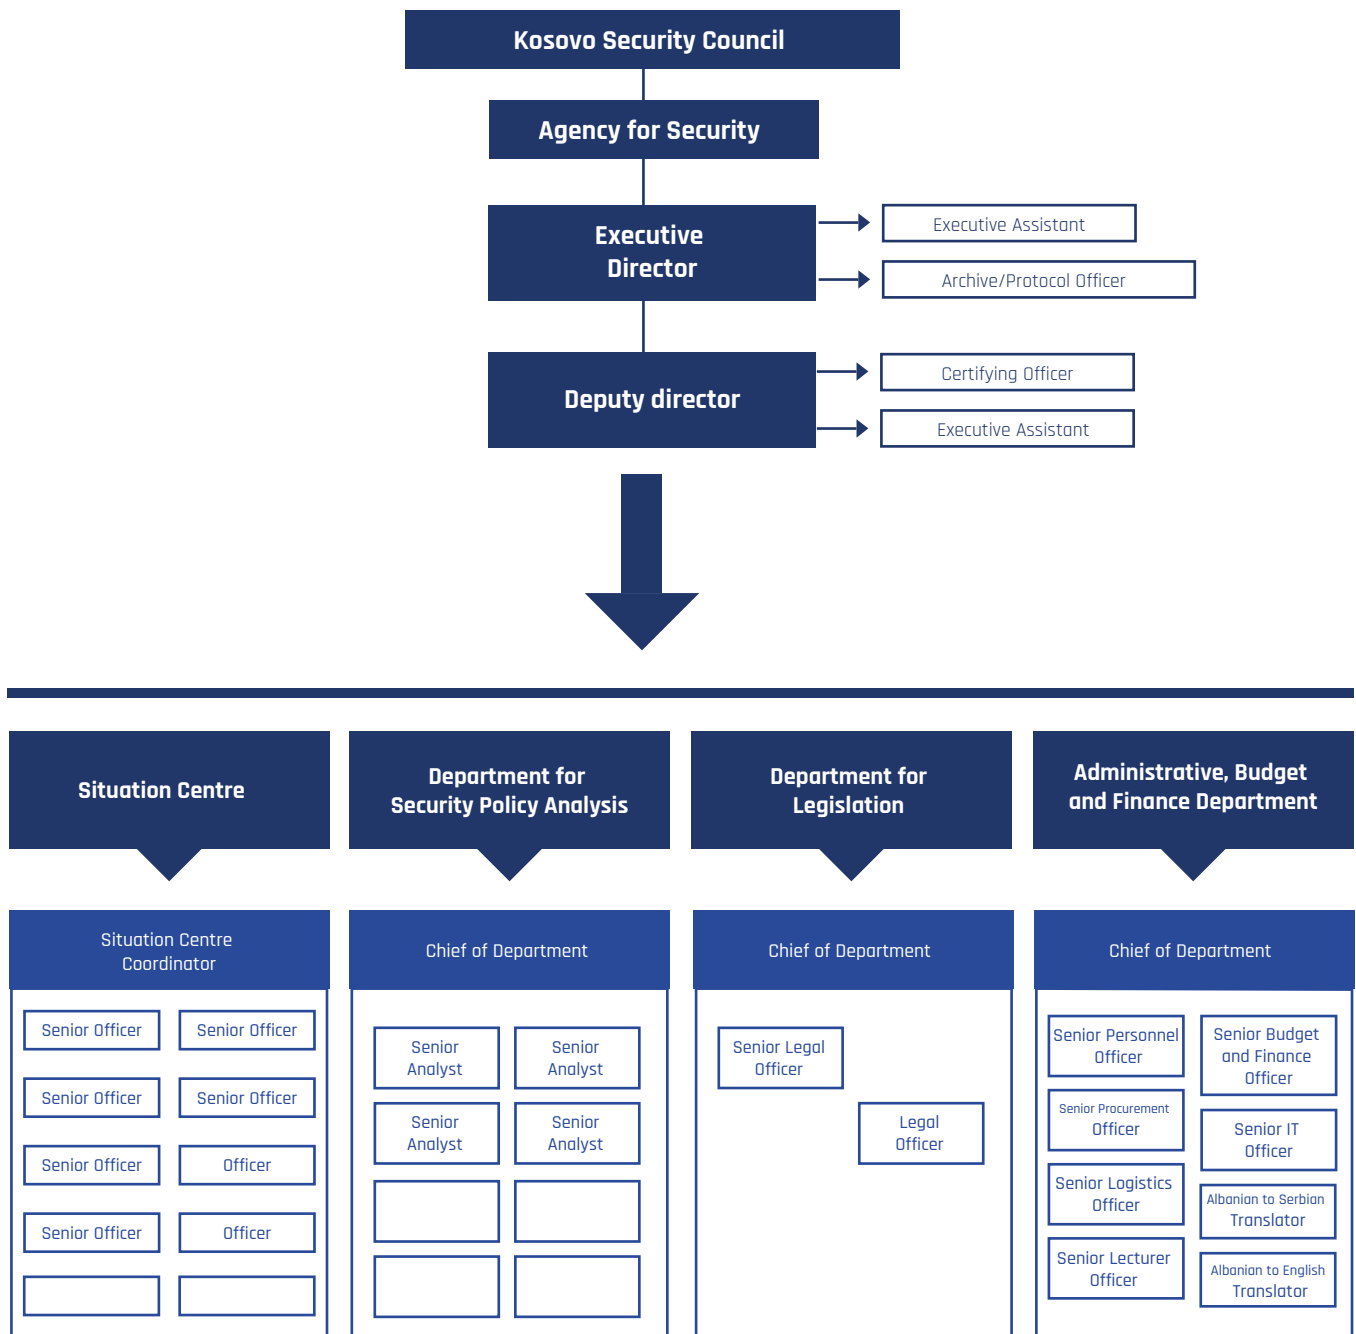 Kosovo Security Council
Agency for Security
Executive
Director
Executive Assistant
Archive/Protocol Officer
Deputy director
Certifying Officer
Executive Assistant
Situation Centre
Department for
Security Policy Analysis
Department for
Legislation
Administrative, Budget
and Finance Department
Situation Centre
Coordinator
Chief of Department
Chief of Department
Chief of Department
Senior Officer
Senior Officer
Senior Officer
Senior Officer
Senior Officer
Officer
Senior Officer
Officer
Senior
Analyst
Senior
Analyst
Senior
Analyst
Senior
Analyst
Senior Legal
Officer
Legal
Officer
Senior Personnel
Officer
Senior Budget
and Finance
Officer
Senior Procurement
Officer
Senior IT
Officer
Senior Logistics
Officer
Albanian to Serbian
Translator
Senior Lecturer
Officer
Albanian to English
Translator